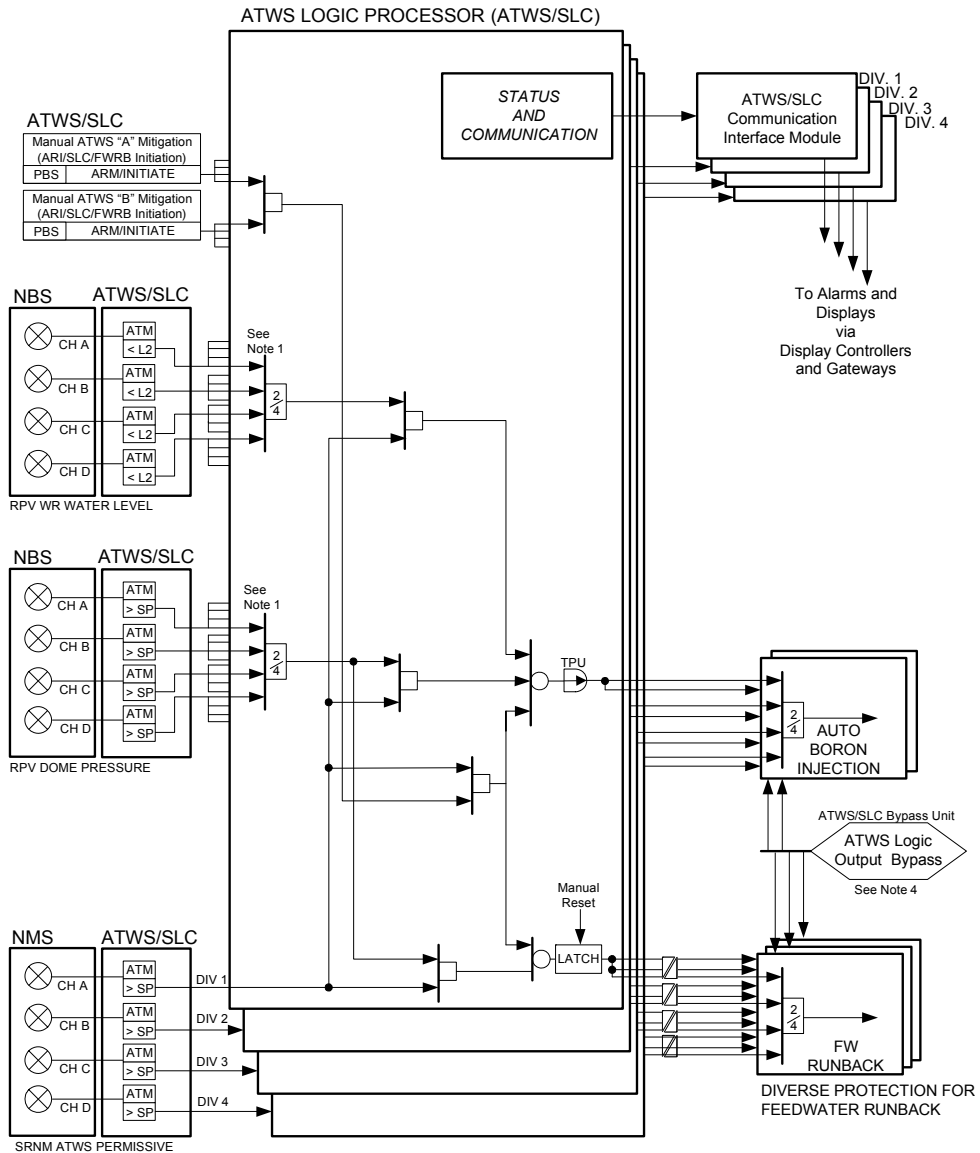 ATWS LOGIC PROCESSOR (ATWS/SLC)
STATUS
AND
COMMUNICATION
ATWS/SLC
Communication
Interface Module
DIV. 1
DIV. 2
DIV. 3
DIV. 4
To Alarms and
Displays
via
Display Controllers
and Gateways
ATWS/SLC
Manual ATWS “A” Mitigation
(ARI/SLC/FWRB Initiation)
PBS ARM/INITIATE
Manual ATWS “B” Mitigation
(ARI/SLC/FWRB Initiation)
PBS ARM/INITIATE
NBS ATWS/SLC
CH A ATM
< L2
CH B ATM
< L2
CH C ATM
< L2
CH D ATM
< L2
RPV WR WATER LEVEL
See
Note 1
2
4
NBS ATWS/SLC
CH A ATM
> SP
CH B ATM
> SP
CH C ATM
> SP
CH D ATM
> SP
RPV DOME PRESSURE
See
Note 1
2
4
TPU
2
4
AUTO
BORON
INJECTION
ATWS/SLC Bypass Unit
ATWS Logic
Output Bypass
See Note 4
Manual
Reset
LATCH
2
4
FW
RUNBACK
DIVERSE PROTECTION FOR
FEEDWATER RUNBACK
NMS ATWS/SLC
CH A ATM
> SP
DIV 1
CH B ATM
> SP
DIV 2
CH C ATM
> SP
DIV 3
CH D ATM
> SP
DIV 4
SRNM ATWS PERMISSIVE